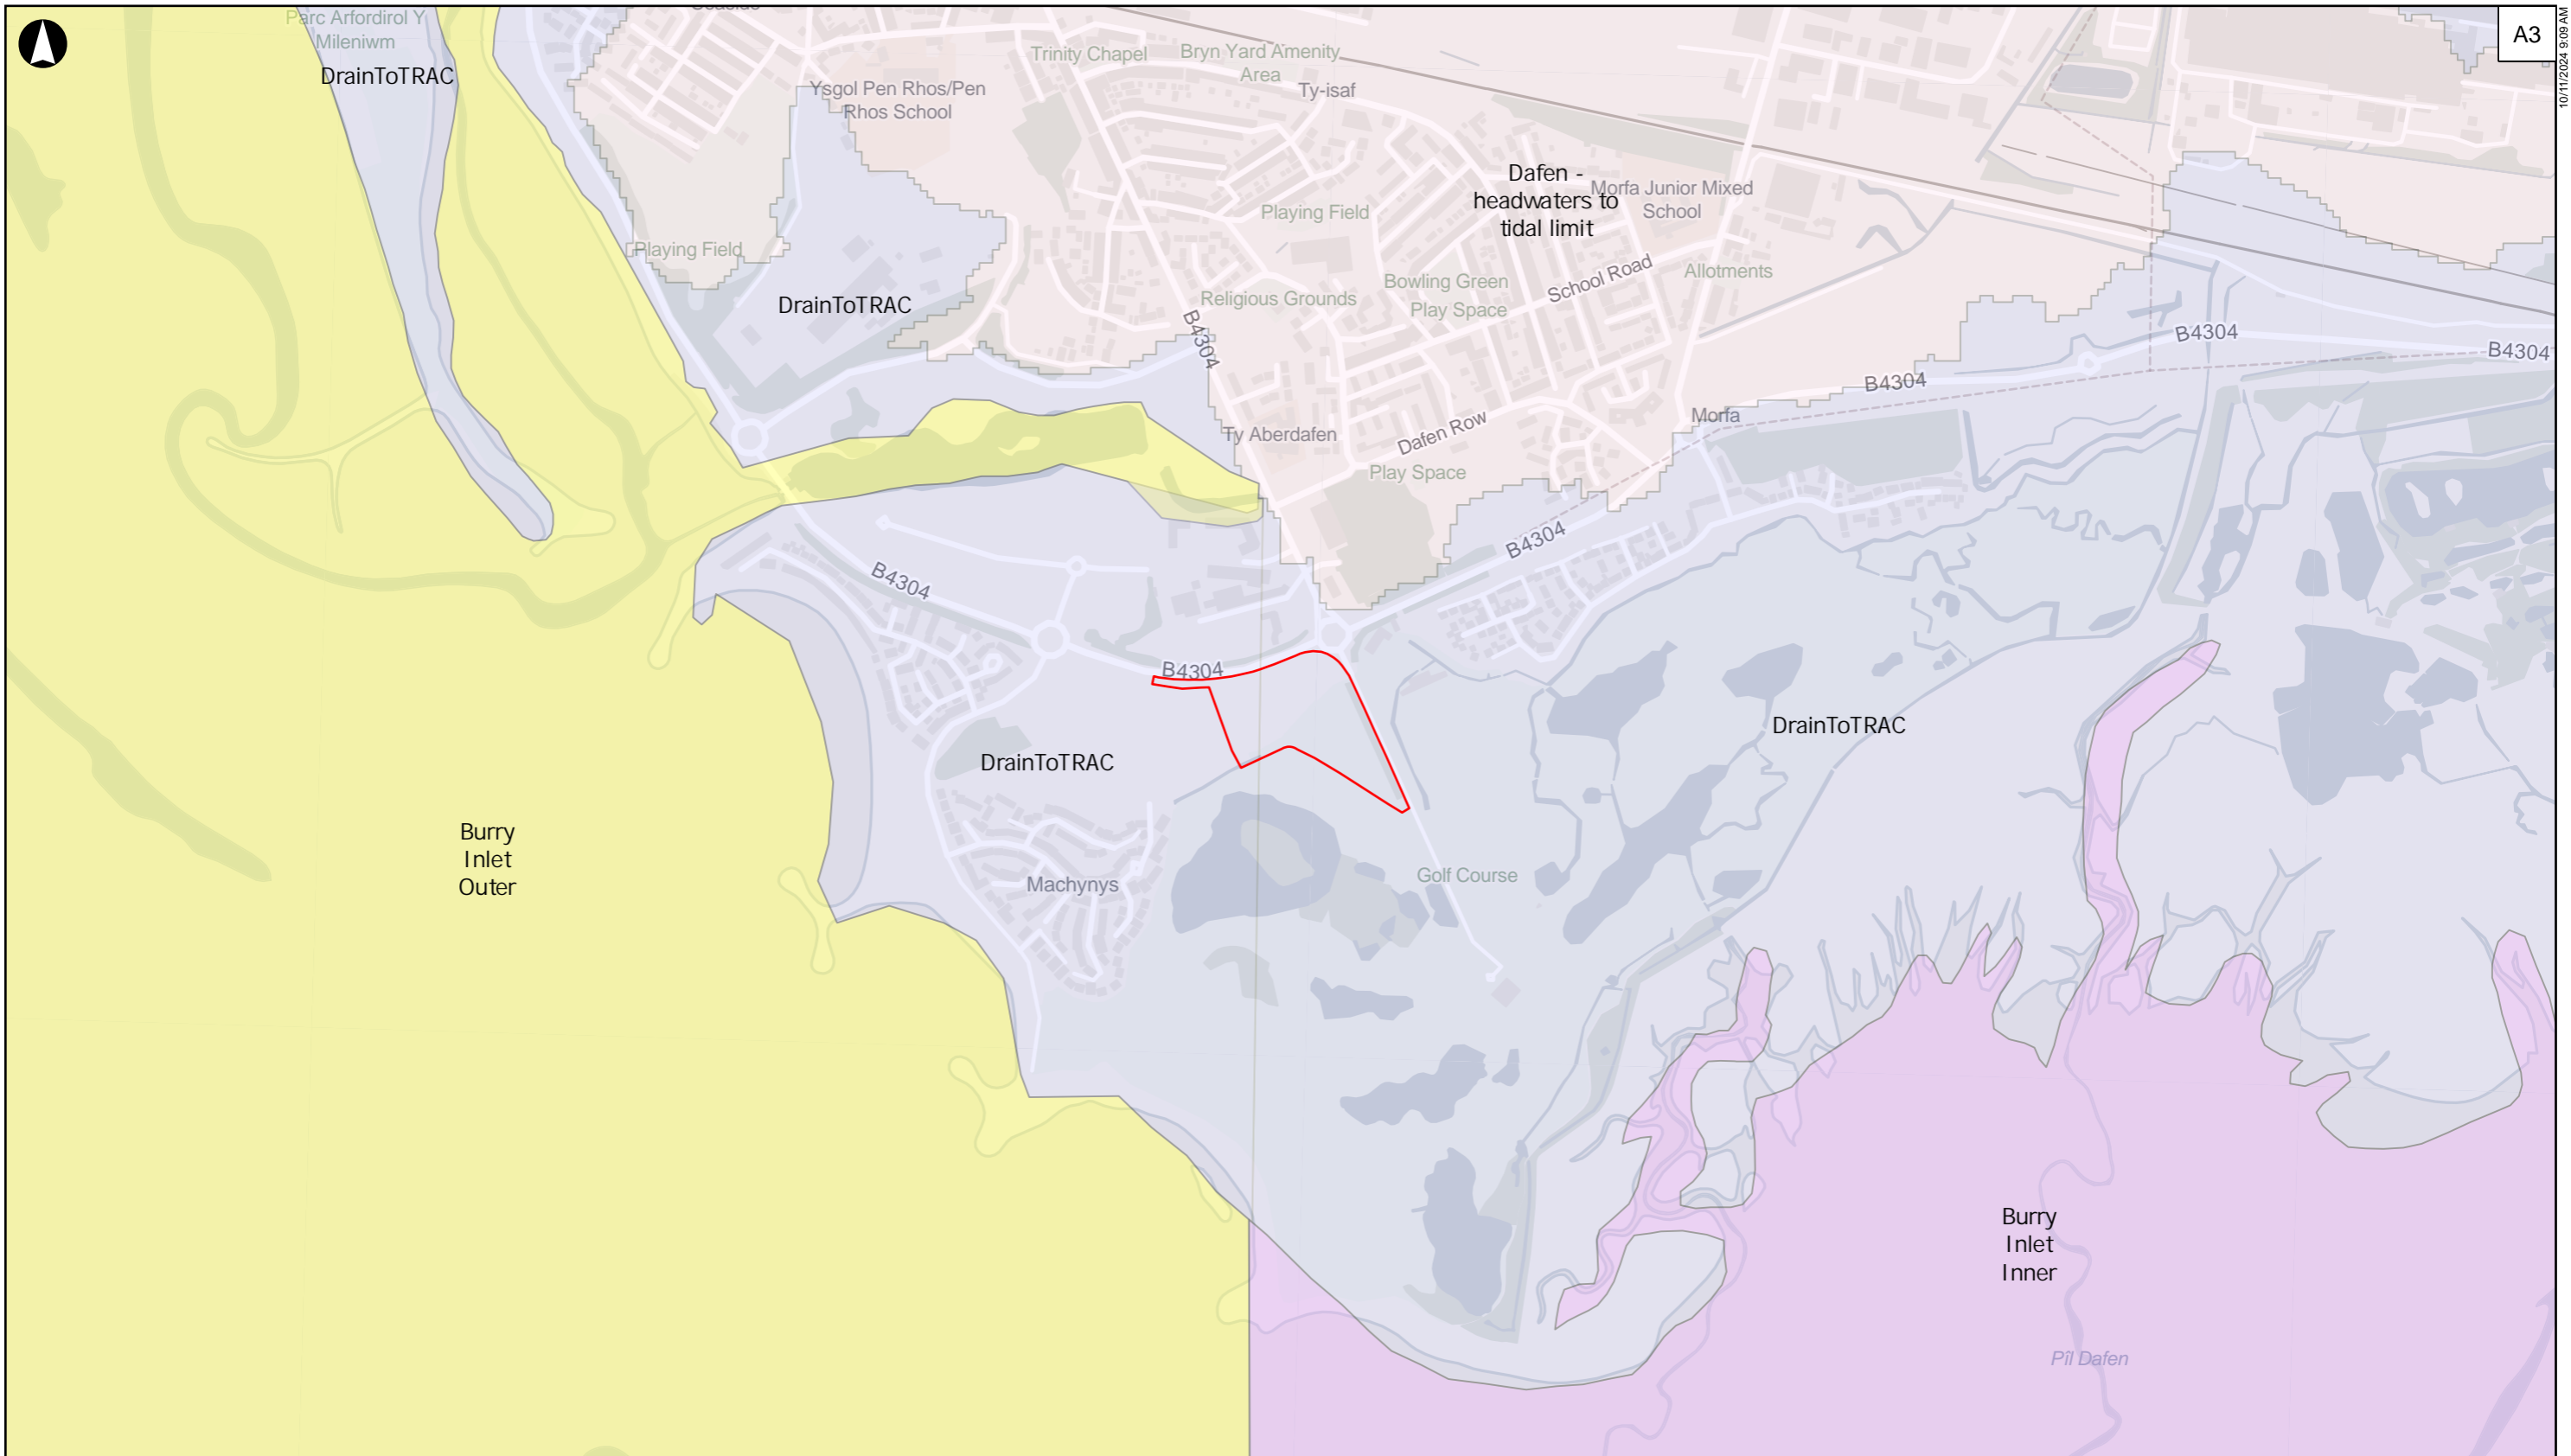 A3
10/11/2024 9:09 AM
Parc Arfordirol Y
Mileniwm
DrainToTRAC
Seaside
Trinity Chapel
Bryn Yard Amenity
Area
Ty-isaf
Ysgol Pen Rhos/Pen
Rhos School
Dafen -
headwaters to
tidal limit
Morfa Junior Mixed
School
Playing Field
Playing Field
DrainToTRAC
Religious Grounds
Bowling Green
Play Space
School Road
Allotments
B4304
B4304
B4304
B4304
Morfa
Ty Aberdafen
Dafen Row
Play Space
B4304
B4304
B4304
DrainToTRAC
DrainToTRAC
Burry
Inlet
Outer
Machynys
Golf Course
Burry
Inlet
Inner
Pîl Dafen